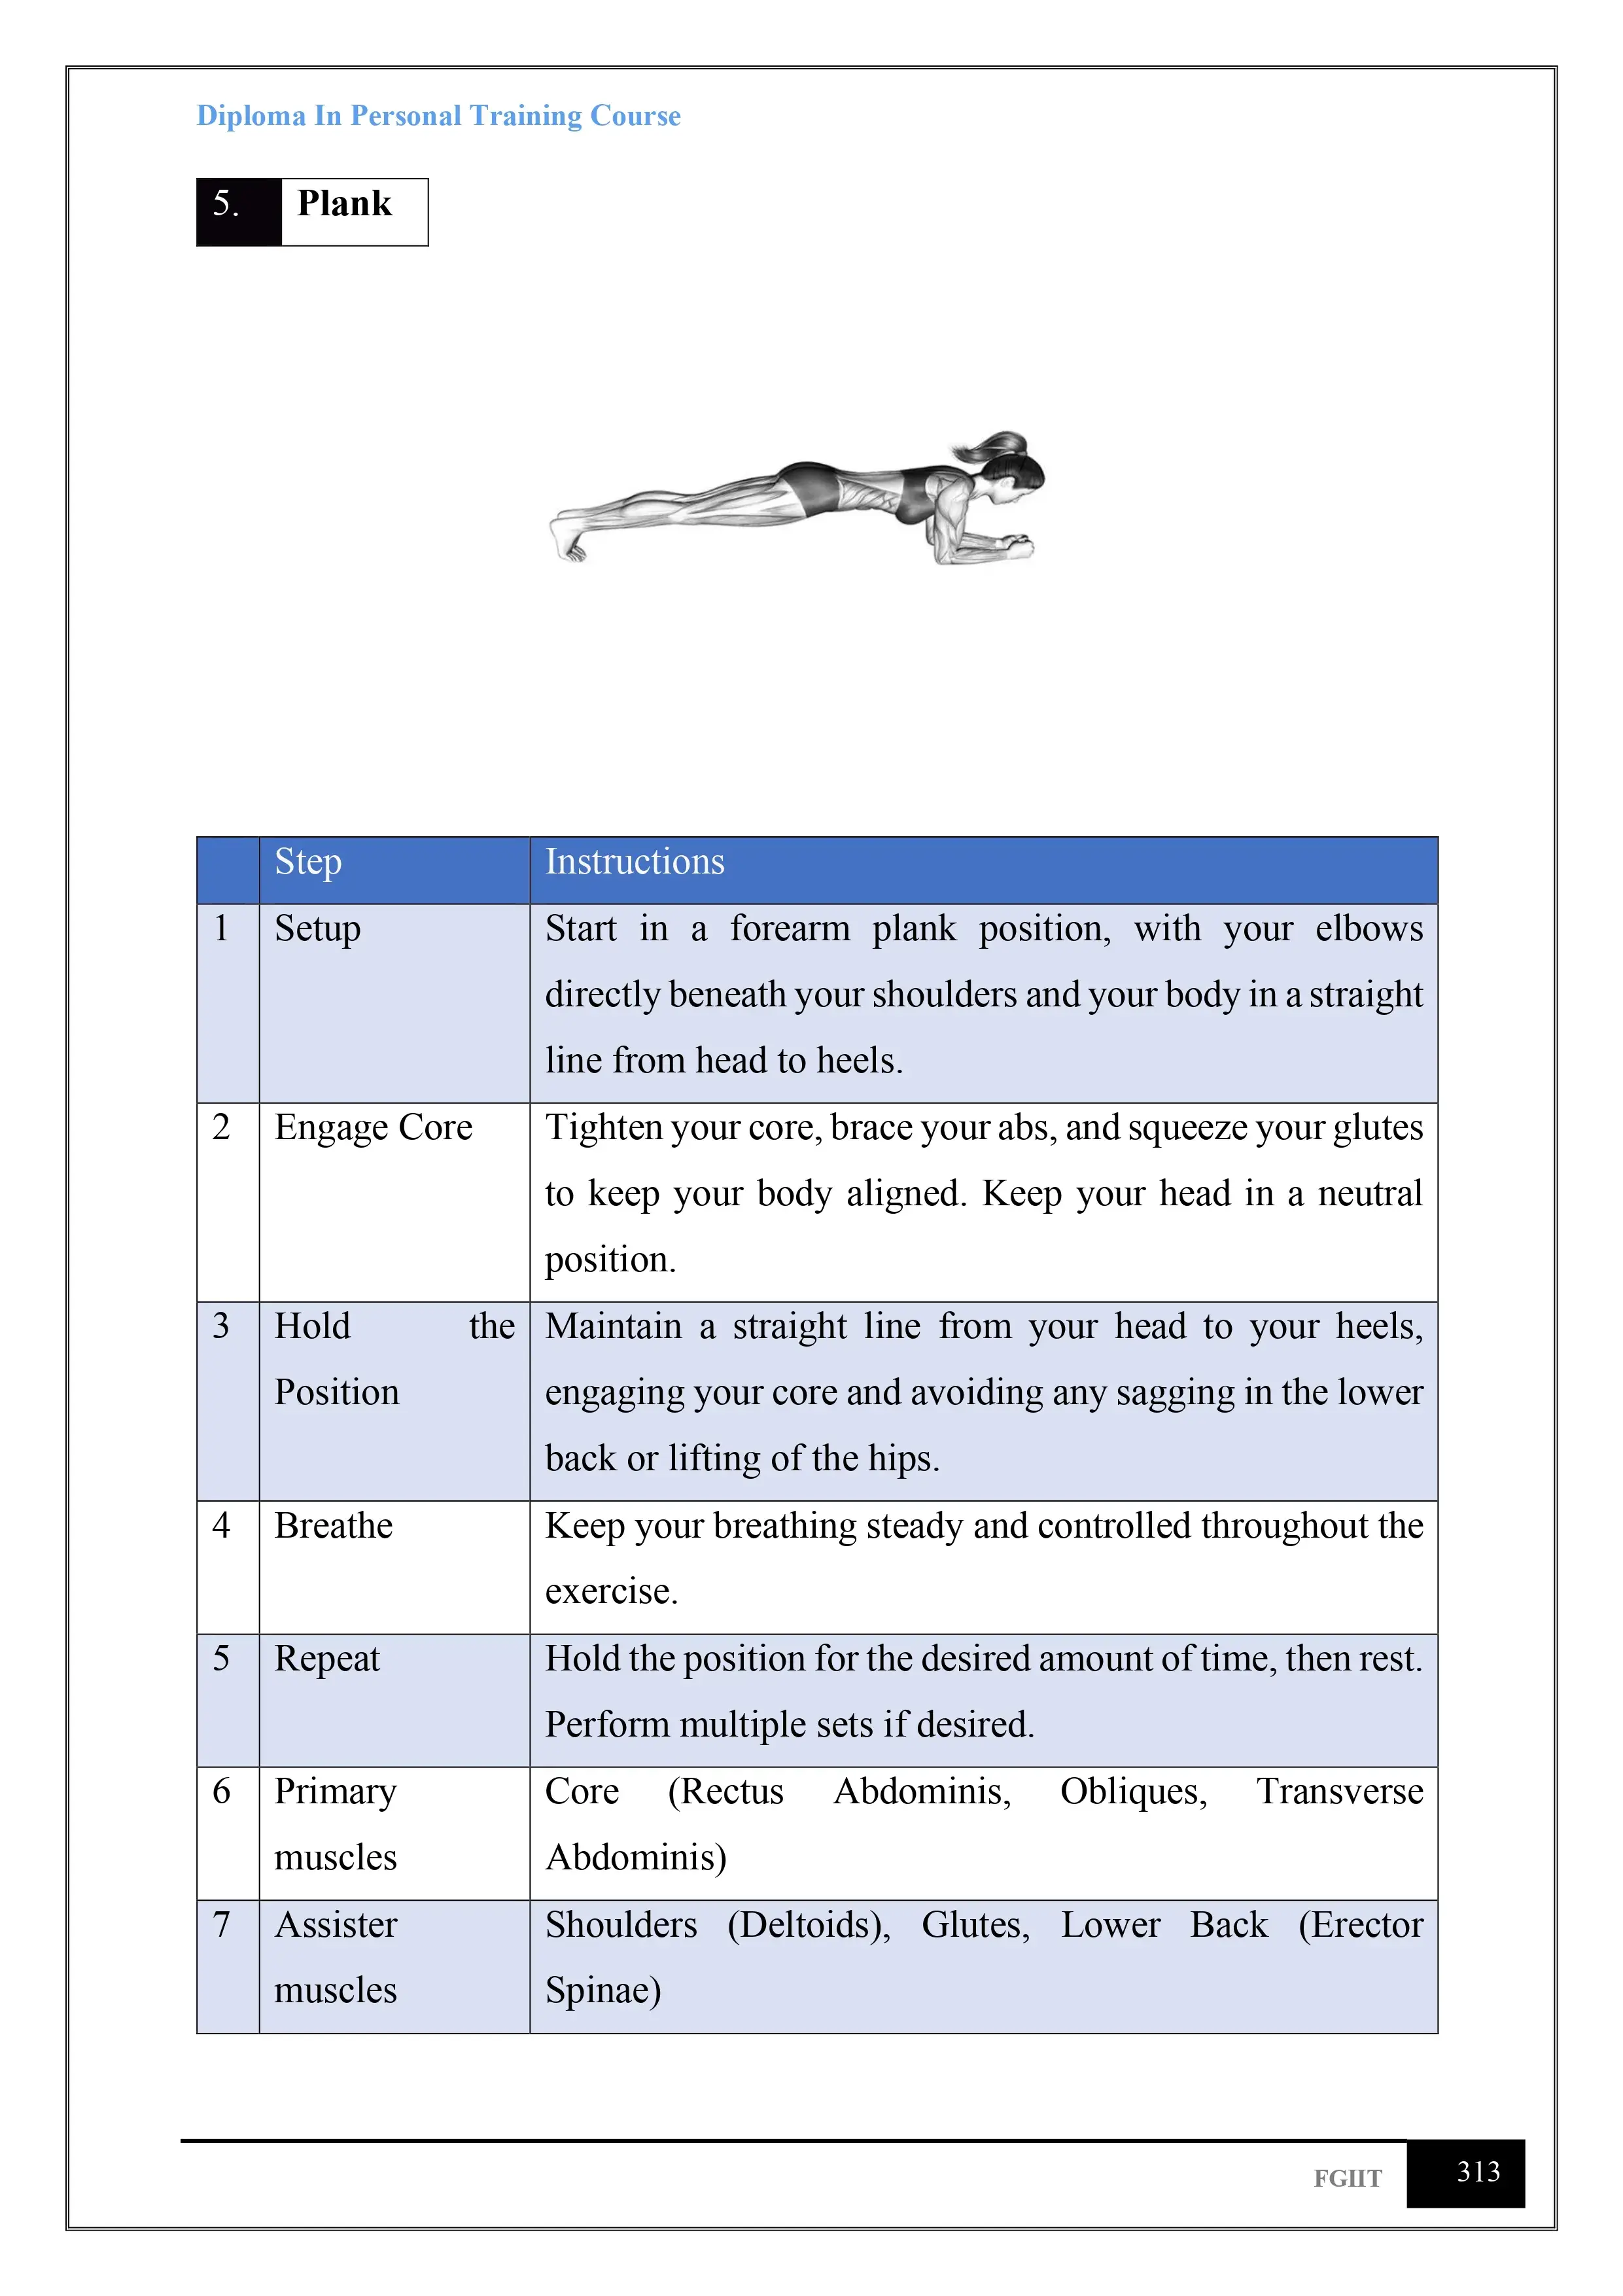 Diploma In Personal Training Course
5. Plank
Step Instructions
1 Setup Start in a forearm plank position, with your elbows
directly beneath your shoulders and your body in a straight
line from head to heels.
2 Engage Core Tighten your core, brace your abs, and squeeze your glutes
to keep your body aligned. Keep your head in a neutral
position.
3 Hold the Maintain a straight line from your head to your heels,
Position engaging your core and avoiding any sagging in the lower
back or lifting of the hips.
4 Breathe Keep your breathing steady and controlled throughout the
exercise.
5 Repeat Hold the position for the desired amount of time, then rest.
Perform multiple sets if desired.
6 Primary Core (Rectus Abdominis, Obliques, Transverse
muscles Abdominis)
7 Assister Shoulders (Deltoids), Glutes, Lower Back (Erector
muscles Spinae)
FGIIT 313